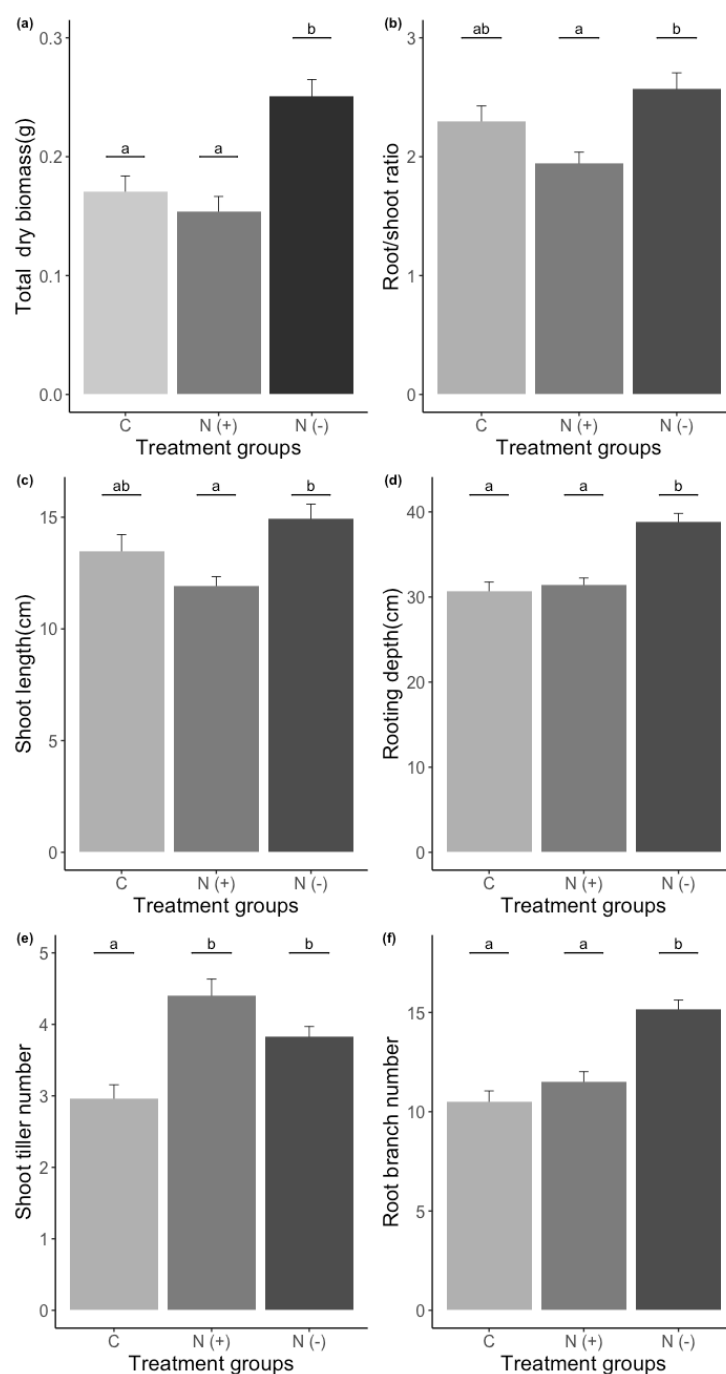 (a)
b
a
a
0.3
0.2
0.1
0.0
Total dry biomass(g)
C
N (+)
N (-)
Treatment groups
(b)
ab
a
b
3
2
1
0
Root/shoot ratio
C
N (+)
N (-)
Treatment groups
(c)
ab
a
b
15
10
5
0
Shoot length(cm)
C
N (+)
N (-)
Treatment groups
(d)
a
a
b
40
30
20
10
0
Rooting depth(cm)
C
N (+)
N (-)
Treatment groups
(e)
a
b
b
5
4
3
2
1
0
Shoot tiller number
C
N (+)
N (-)
Treatment groups
(f)
a
a
b
15
10
5
0
Root branch number
C
N (+)
N (-)
Treatment groups